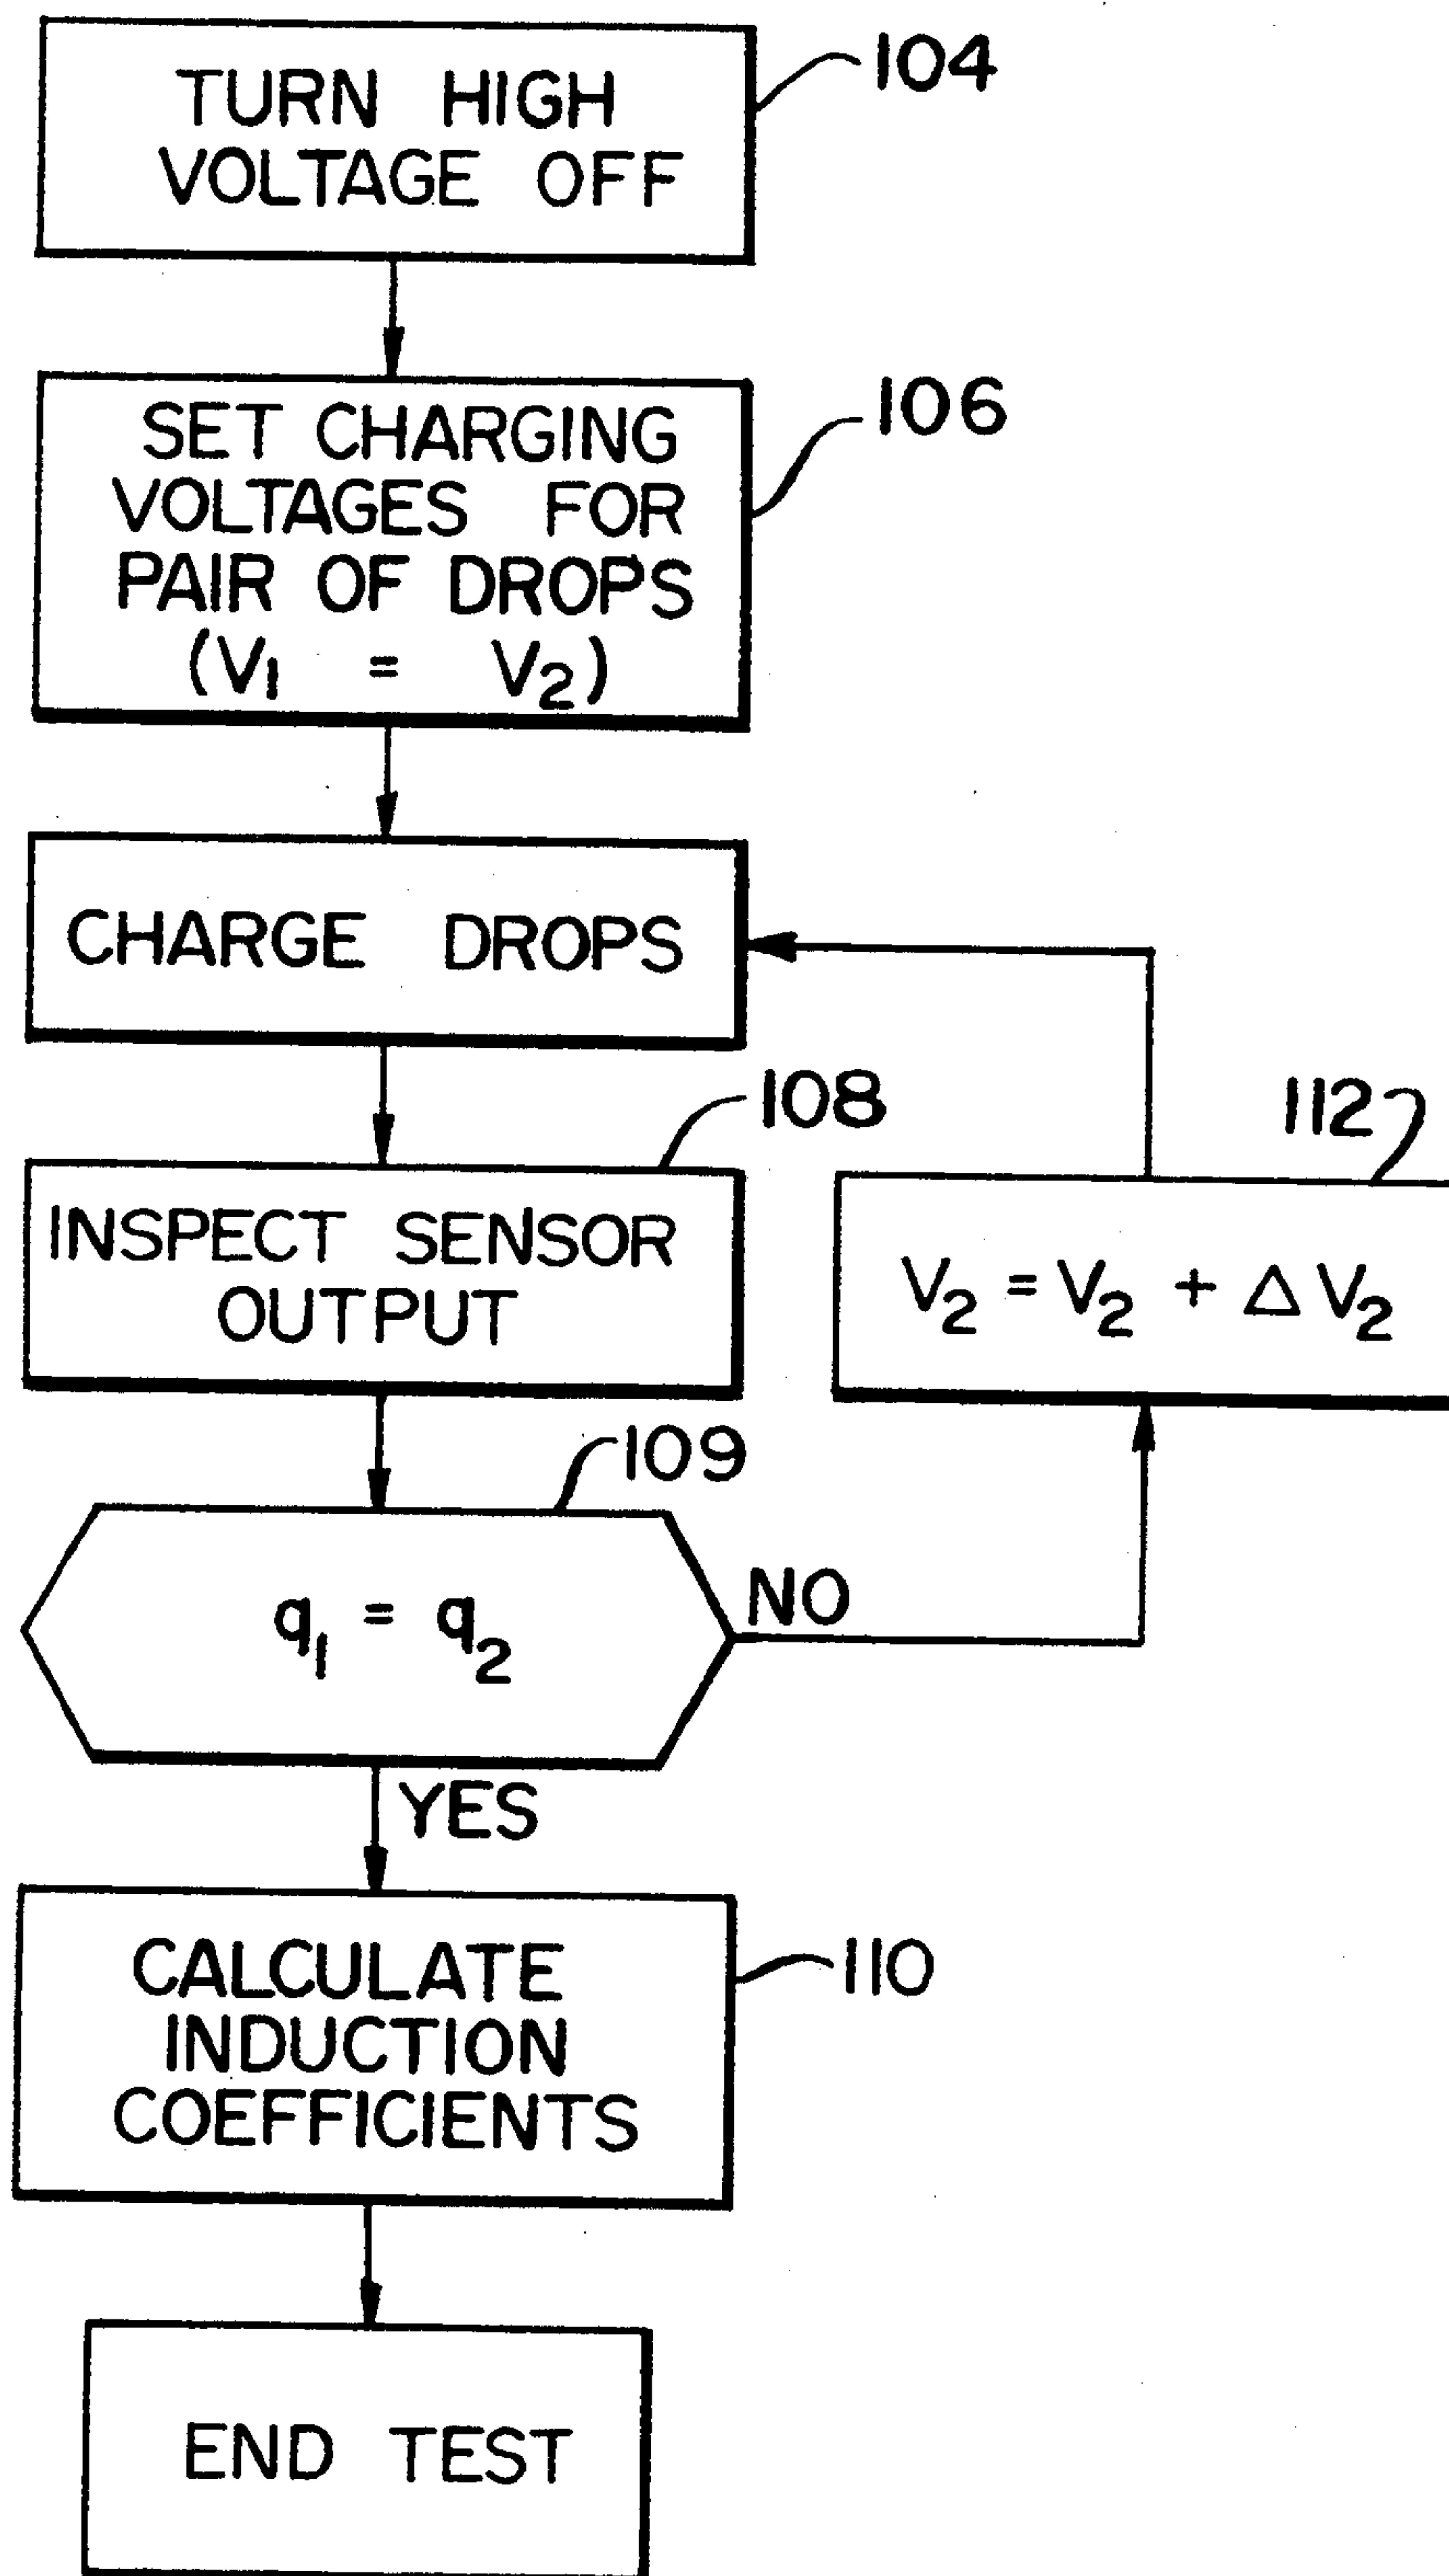 TURN HIGH
VOLTAGE OFF
104
SET CHARGING
VOLTAGES FOR
PAIR OF DROPS
(V₁ = V₂)
106
CHARGE DROPS
108
INSPECT SENSOR
OUTPUT
112
V₂ = V₂ + Δ V₂
109
q₁ = q₂
NO
YES
CALCULATE
INDUCTION
COEFFICIENTS
110
END TEST